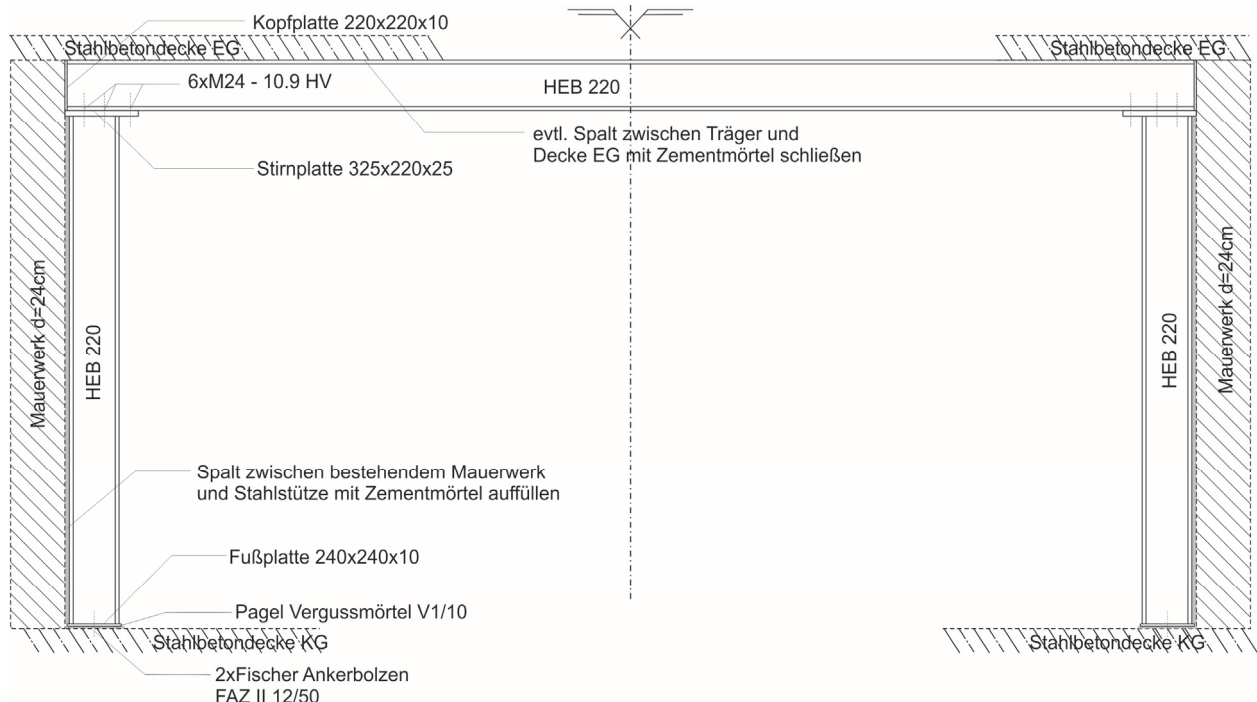 Kopfplatte 220x220x10
Stahlbetondecke EG
Stahlbetondecke EG
6xM24 - 10.9 HV
HEB 220
evtl. Spalt zwischen Träger und
Decke EG mit Zementmörtel schließen
Stirnplatte 325x220x25
Mauerwerk d=24cm
HEB 220
HEB 220
Mauerwerk d=24cm
Spalt zwischen bestehendem Mauerwerk
und Stahlstütze mit Zementmörtel auffüllen
Fußplatte 240x240x10
Pagel Vergussmörtel V1/10
Stahlbetondecke KG
Stahlbetondecke KG
2xFischer Ankerbolzen
FAZ II 12/50